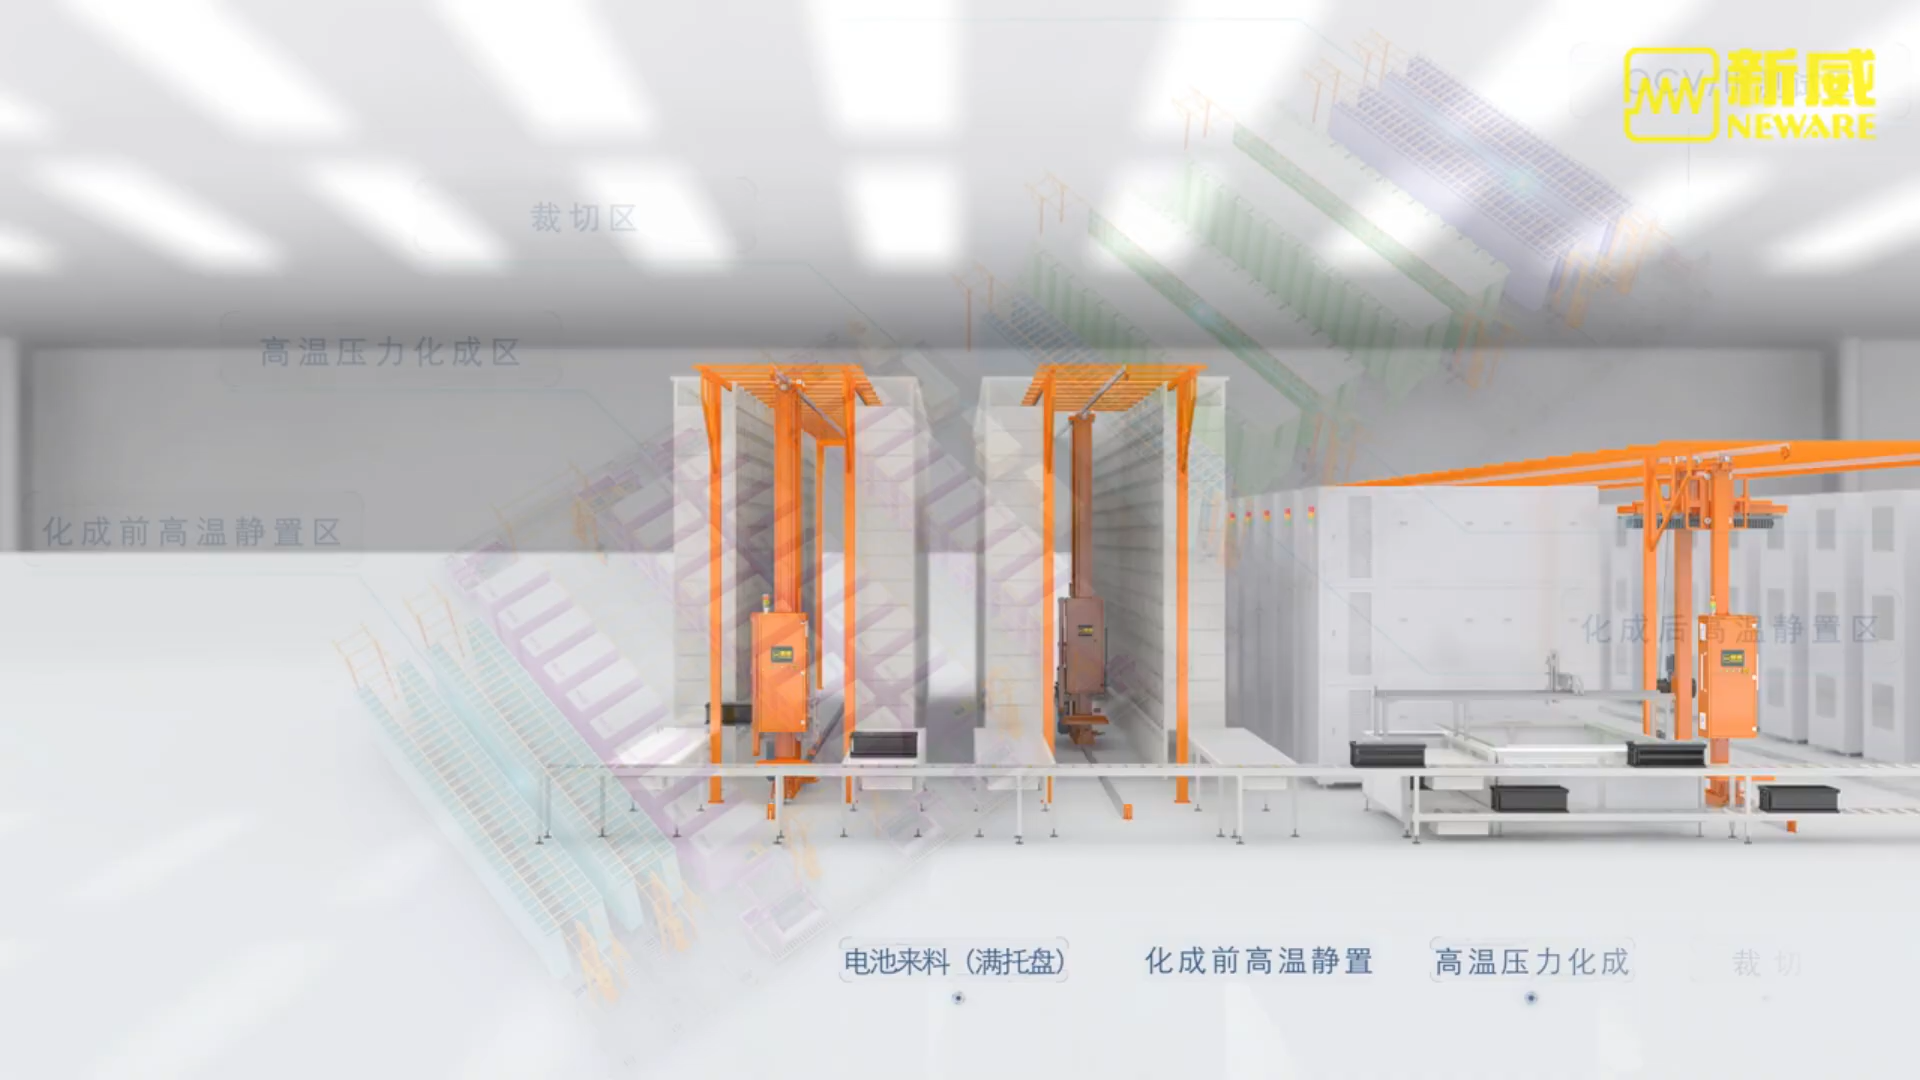 新威
NEWARE
OCV
裁切区
高温压力化成区
化成前高温静置区
化成后高温静置区
电池来料（满托盘）
化成前高温静置
高温压力化成
裁切